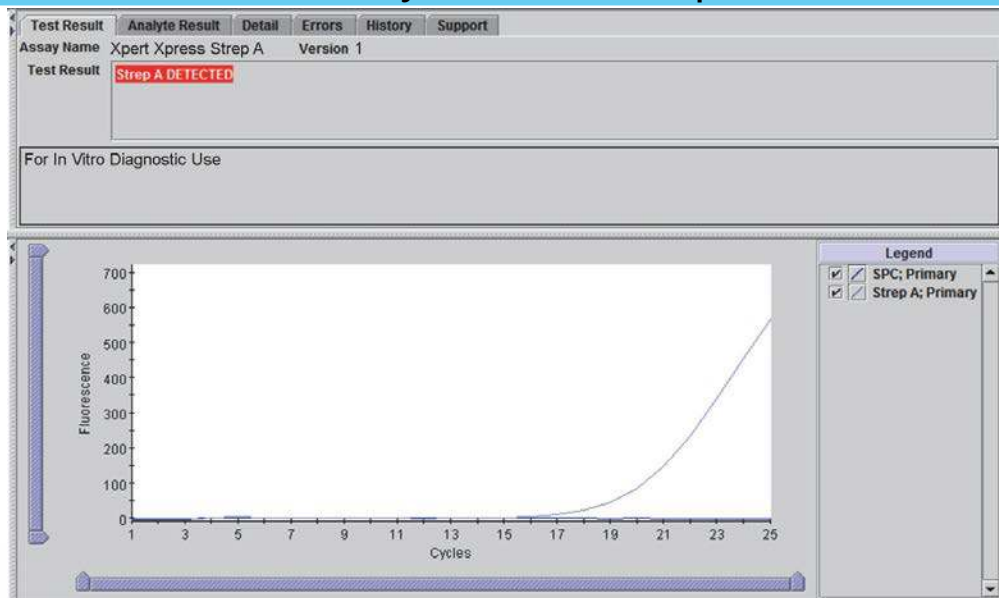 Test Result Analyte Result Detail Errors History Support
Assay Name Xpert Xpress Strep A Version 1
Test Result Strep A DETECTED
For In Vitro Diagnostic Use
Legend
SPC; Primary
Strep A; Primary
700
600
500
400
300
200
100
0
Fluorescence
1 3 5 7 9 11 13 15 17 19 21 23 25
Cycles